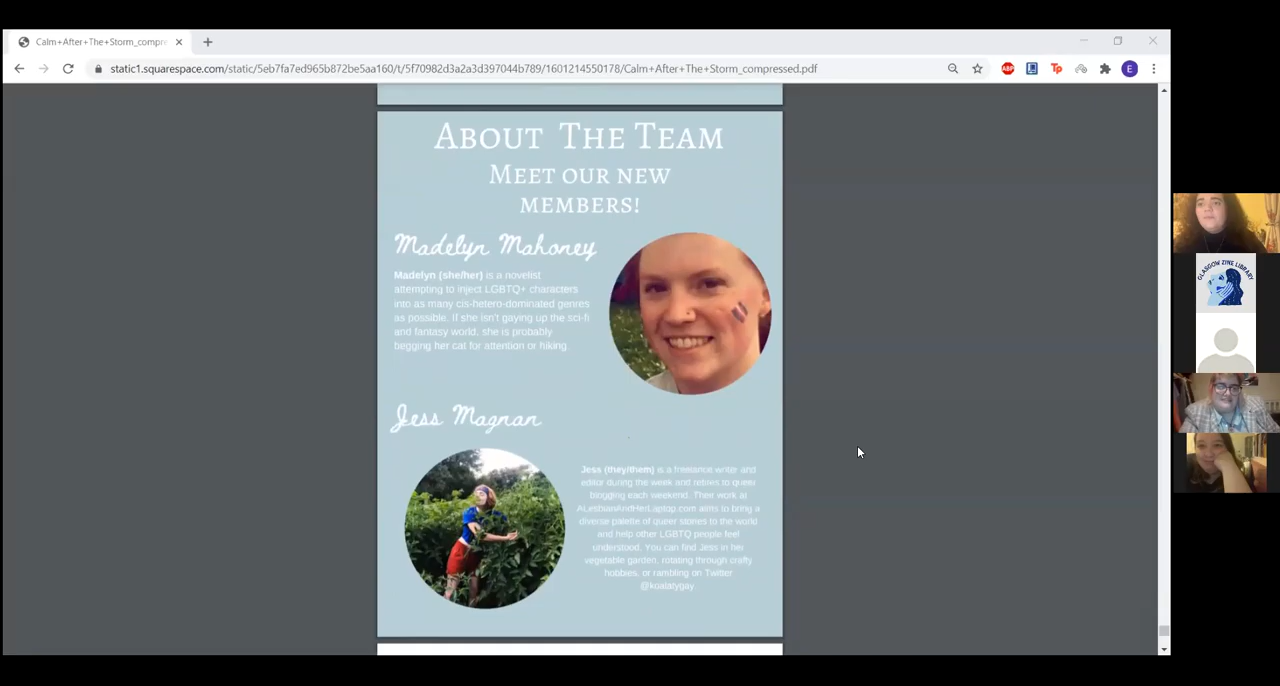 Calm+After+The+Storm_compre
static1.squarespace.com/static/5eb7fa7ed965b872be5aa160/t/5f70982d3a2a3d397044b789/1601214550178/Calm+After+The+Storm_compressed.pdf
ABP
Tp
E
About The Team
Meet our new
members!
Madelyn Mahoney
Madelyn (she/her) is a novelist
attempting to inject LGBTQ+ characters
into as many cis-hetero-dominated genres
as possible. If she isn't gaying up the sci-fi
and fantasy world, she is probably
begging her cat for attention or hiking.
Jess Magnan
Jess (they/them) is a freelance writer and
editor during the week and retires to queer
blogging each weekend. Their work at
ALesbianAndHerLaptop.com aims to bring a
diverse palette of queer stories to the world
and help other LGBTQ people feel
understood. You can find Jess in her
vegetable garden, rotating through crafty
hobbies, or rambling on Twitter
@koalatygay.
GLASGOW ZINE LIBRARY